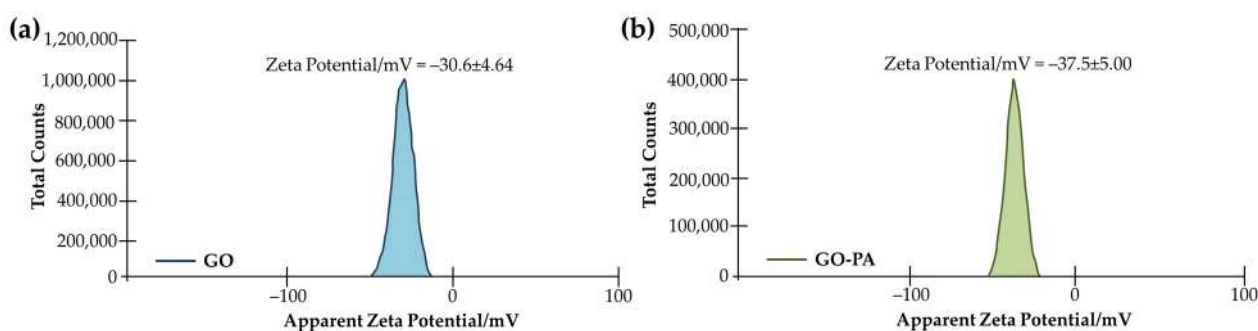 (a)
1,200,000
1,000,000
800,000
600,000
400,000
200,000
0
Total Counts
Zeta Potential/mV = –30.6±4.64
GO
–100
0
100
Apparent Zeta Potential/mV
(b)
500,000
400,000
300,000
200,000
100,000
0
Total Counts
Zeta Potential/mV = –37.5±5.00
GO-PA
–100
0
100
Apparent Zeta Potential/mV